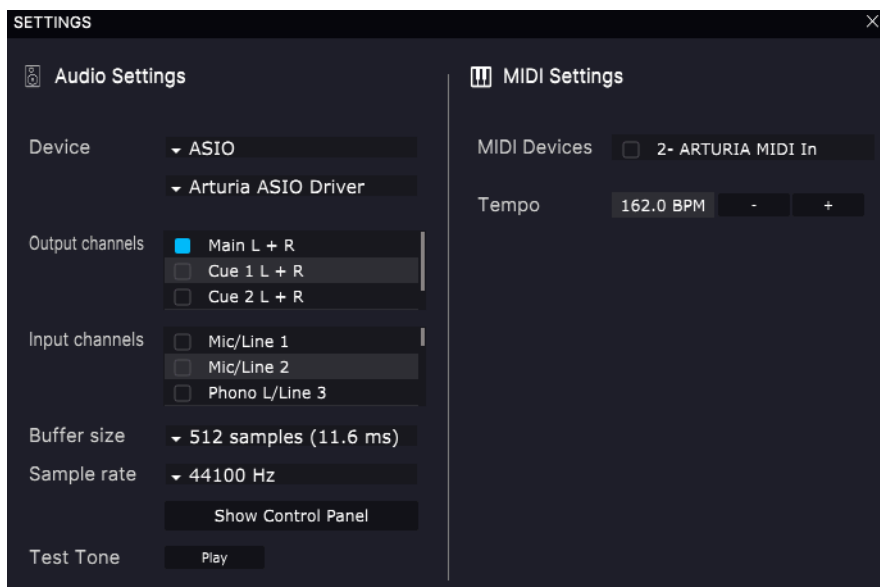 SETTINGS
Audio Settings
Device
ASIO
Arturia ASIO Driver
Output channels
Main L + R
Cue 1 L + R
Cue 2 L + R
Input channels
Mic/Line 1
Mic/Line 2
Phono L/Line 3
Buffer size
512 samples (11.6 ms)
Sample rate
44100 Hz
Show Control Panel
Test Tone
Play
MIDI Settings
MIDI Devices
2- ARTURIA MIDI In
Tempo
162.0 BPM
-
+